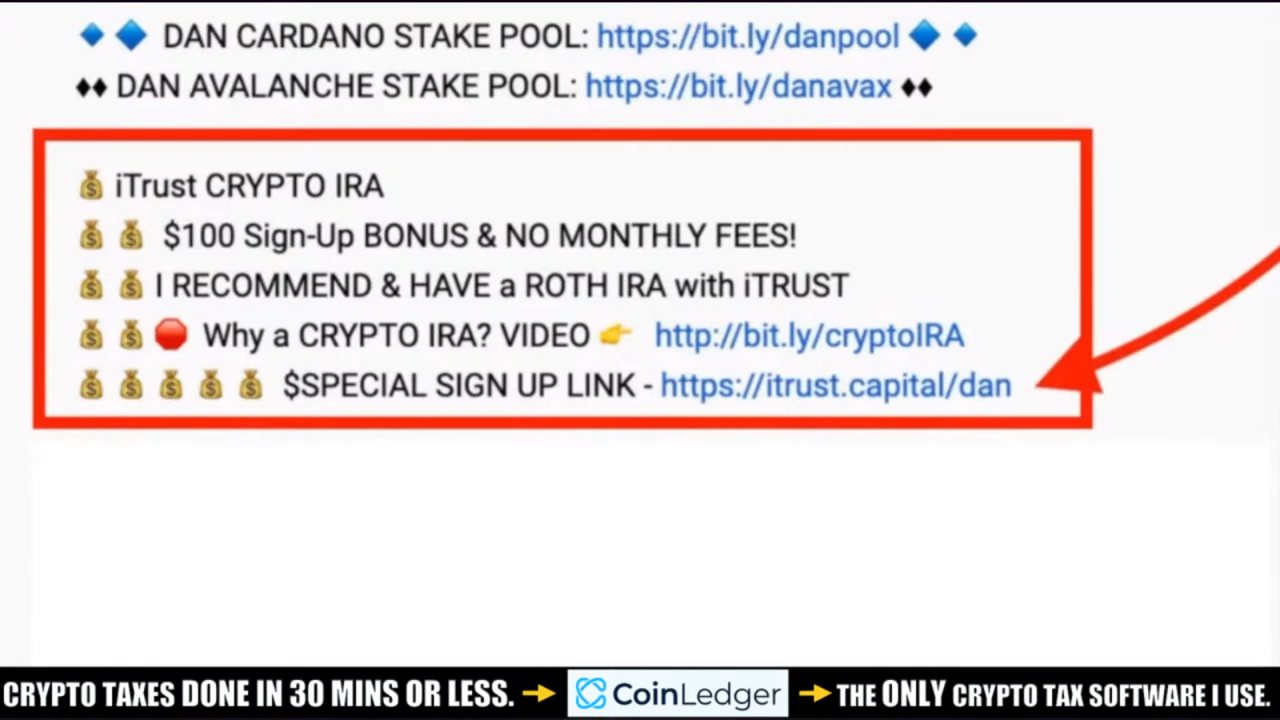 🔹 🔷 DAN CARDANO STAKE POOL: https://bit.ly/danpool 🔷 🔹
♦♦ DAN AVALANCHE STAKE POOL: https://bit.ly/danavax ♦♦
💰 iTrust CRYPTO IRA
💰 💰 $100 Sign-Up BONUS & NO MONTHLY FEES!
💰 💰 I RECOMMEND & HAVE a ROTH IRA with iTRUST
💰 💰 🛑 Why a CRYPTO IRA? VIDEO 👉 http://bit.ly/cryptoIRA
💰 💰 💰 💰 💰 $SPECIAL SIGN UP LINK - https://itrust.capital/dan
CRYPTO TAXES DONE IN 30 MINS OR LESS. → CoinLedger → THE ONLY CRYPTO TAX SOFTWARE I USE.